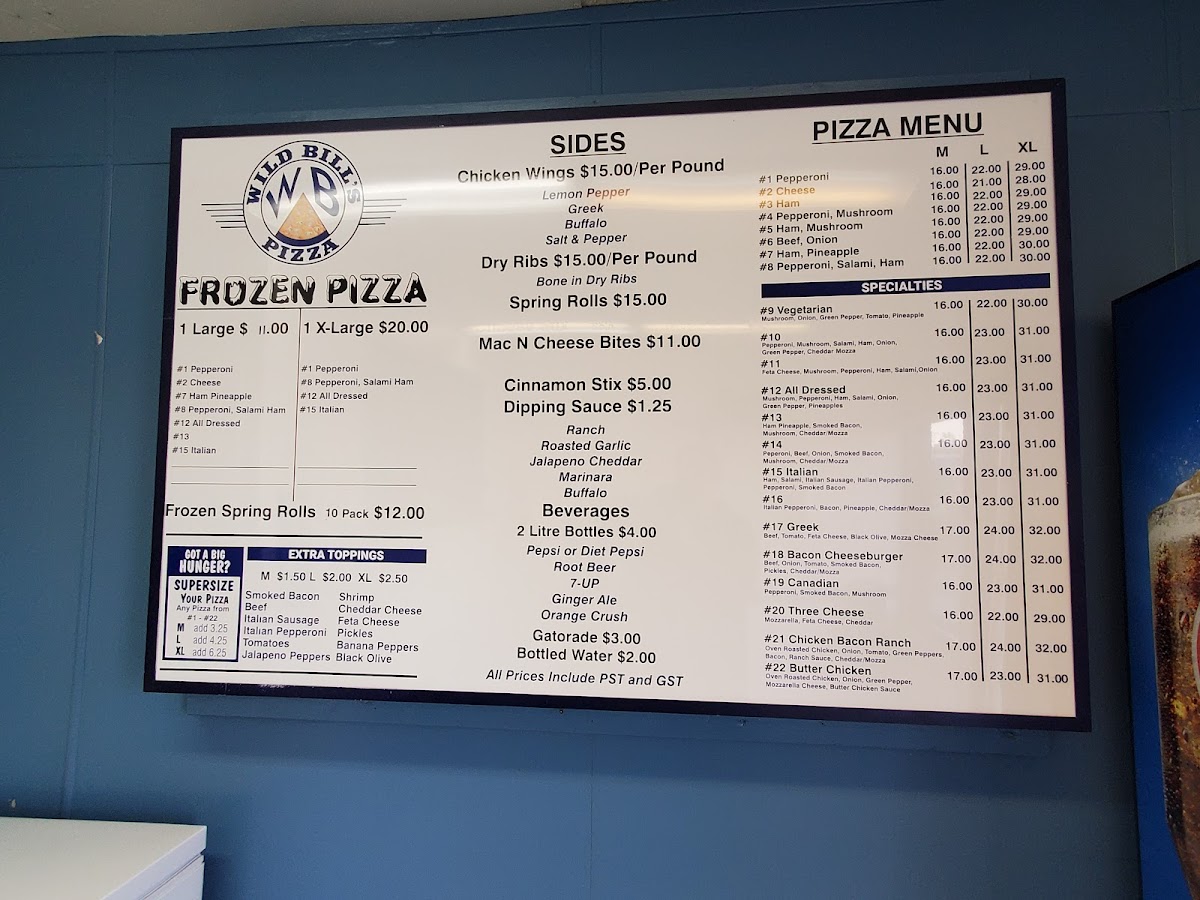 WILD BILL'S
WB
PIZZA
FROZEN PIZZA
1 Large $ 11.00
#1 Pepperoni
#2 Cheese
#7 Ham Pineapple
#8 Pepperoni, Salami Ham
#12 All Dressed
#13
#15 Italian
1 X-Large $20.00
#1 Pepperoni
#8 Pepperoni, Salami Ham
#12 All Dressed
#15 Italian
Frozen Spring Rolls 10 Pack $12.00
GOT A BIG
HUNGER?
SUPERSIZE
YOUR PIZZA
Any Pizza from
#1 - #22
M add 3.25
L add 4.25
XL add 6.25
EXTRA TOPPINGS
M $1.50 L $2.00 XL $2.50
Smoked Bacon
Beef
Italian Sausage
Italian Pepperoni
Tomatoes
Jalapeno Peppers
Shrimp
Cheddar Cheese
Feta Cheese
Pickles
Banana Peppers
Black Olive
SIDES
Chicken Wings $15.00/Per Pound
Lemon Pepper
Greek
Buffalo
Salt & Pepper
Dry Ribs $15.00/Per Pound
Bone in Dry Ribs
Spring Rolls $15.00
Mac N Cheese Bites $11.00
Cinnamon Stix $5.00
Dipping Sauce $1.25
Ranch
Roasted Garlic
Jalapeno Cheddar
Marinara
Buffalo
Beverages
2 Litre Bottles $4.00
Pepsi or Diet Pepsi
Root Beer
7-UP
Ginger Ale
Orange Crush
Gatorade $3.00
Bottled Water $2.00
All Prices Include PST and GST
PIZZA MENU
M L XL
#1 Pepperoni 16.00 22.00 29.00
#2 Cheese 16.00 21.00 28.00
#3 Ham 16.00 22.00 29.00
#4 Pepperoni, Mushroom 16.00 22.00 29.00
#5 Ham, Mushroom 16.00 22.00 29.00
#6 Beef, Onion 16.00 22.00 29.00
#7 Ham, Pineapple 16.00 22.00 30.00
#8 Pepperoni, Salami, Ham 16.00 22.00 30.00
SPECIALTIES
#9 Vegetarian 16.00 22.00 30.00
Mushroom, Onion, Green Pepper, Tomato, Pineapple
#10 16.00 23.00 31.00
Pepperoni, Mushroom, Salami, Ham, Onion,
Green Pepper, Cheddar Mozza
#11 16.00 23.00 31.00
Feta Cheese, Mushroom, Pepperoni, Ham, Salami,Onion
#12 All Dressed 16.00 23.00 31.00
Mushroom, Pepperoni, Ham, Salami, Onion,
Green Pepper, Pineapples
#13 16.00 23.00 31.00
Ham Pineapple, Smoked Bacon,
Mushroom, Cheddar/Mozza
#14 16.00 23.00 31.00
Peperoni, Beef, Onion, Smoked Bacon,
Mushroom, Cheddar/Mozza
#15 Italian 16.00 23.00 31.00
Ham, Salami, Italian Sausage, Italian Pepperoni,
Pepperoni, Smoked Bacon
#16 16.00 23.00 31.00
Italian Pepperoni, Bacon, Pineapple, Cheddar/Mozza
#17 Greek 17.00 24.00 32.00
Beef, Tomato, Feta Cheese, Black Olive, Mozza Cheese
#18 Bacon Cheeseburger 17.00 24.00 32.00
Beef, Onion, Tomato, Smoked Bacon,
Pickles, Cheddar/Mozza
#19 Canadian 16.00 23.00 31.00
Pepperoni, Smoked Bacon, Mushroom
#20 Three Cheese 16.00 22.00 29.00
Mozzarella, Feta Cheese, Cheddar
#21 Chicken Bacon Ranch 17.00 24.00 32.00
Oven Roasted Chicken, Onion, Tomato, Green Peppers,
Bacon, Ranch Sauce, Cheddar/Mozza
#22 Butter Chicken 17.00 23.00 31.00
Oven Roasted Chicken, Onion, Green Pepper,
Mozzarella Cheese, Butter Chicken Sauce